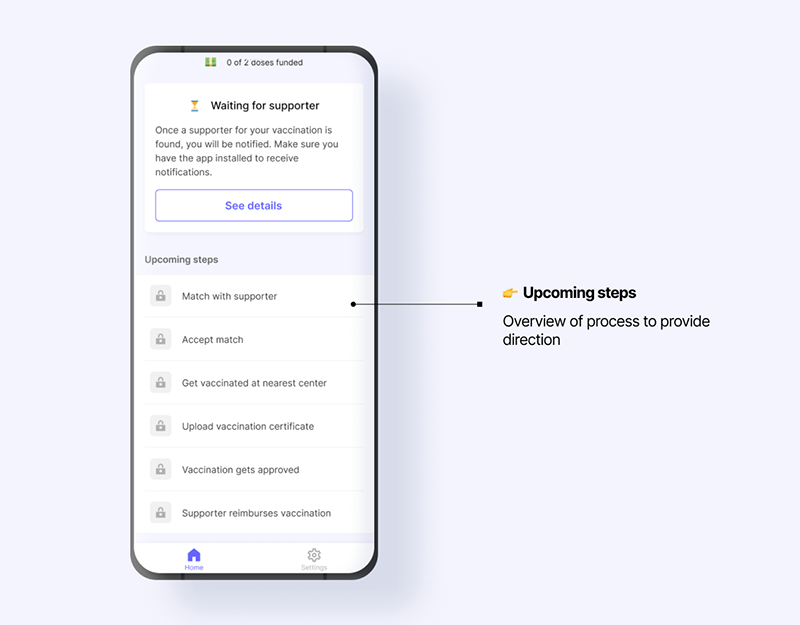 0 of 2 doses funded
Waiting for supporter
Once a supporter for your vaccination is
found, you will be notified. Make sure you
have the app installed to receive
notifications.
See details
Upcoming steps
Match with supporter
Accept match
Get vaccinated at nearest center
Upload vaccination certificate
Vaccination gets approved
Supporter reimburses vaccination
Home
Settings
Upcoming steps
Overview of process to provide
direction